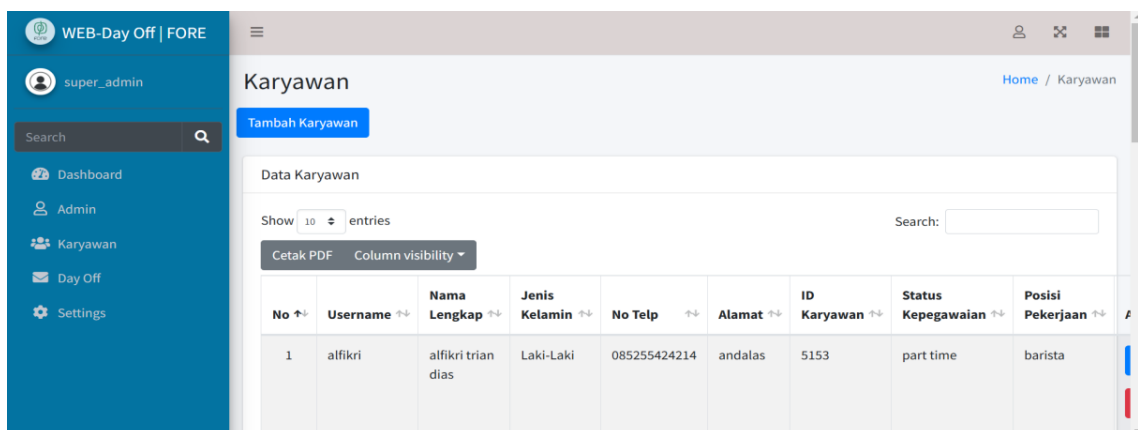 WEB-Day Off | FORE
super_admin
Search
Dashboard
Admin
Karyawan
Day Off
Settings
Karyawan
Home / Karyawan
Tambah Karyawan
Data Karyawan
Show 10 entries
Search:
Cetak PDF Column visibility
No Username Nama Lengkap Jenis Kelamin No Telp Alamat ID Karyawan Status Kepegawaian Posisi Pekerjaan
1 alfikri alfikri trian dias Laki-Laki 085255424214 andalas 5153 part time barista